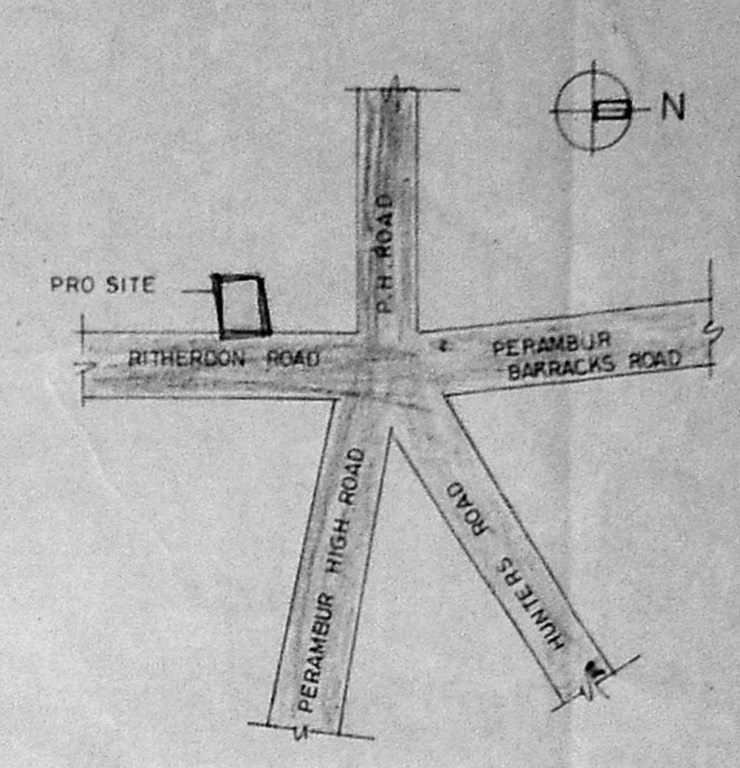 N
P.H. ROAD
PRO SITE
RITHERDON ROAD
PERAMBUR
BARRACKS ROAD
PERAMBUR HIGH ROAD
HUNTERS ROAD